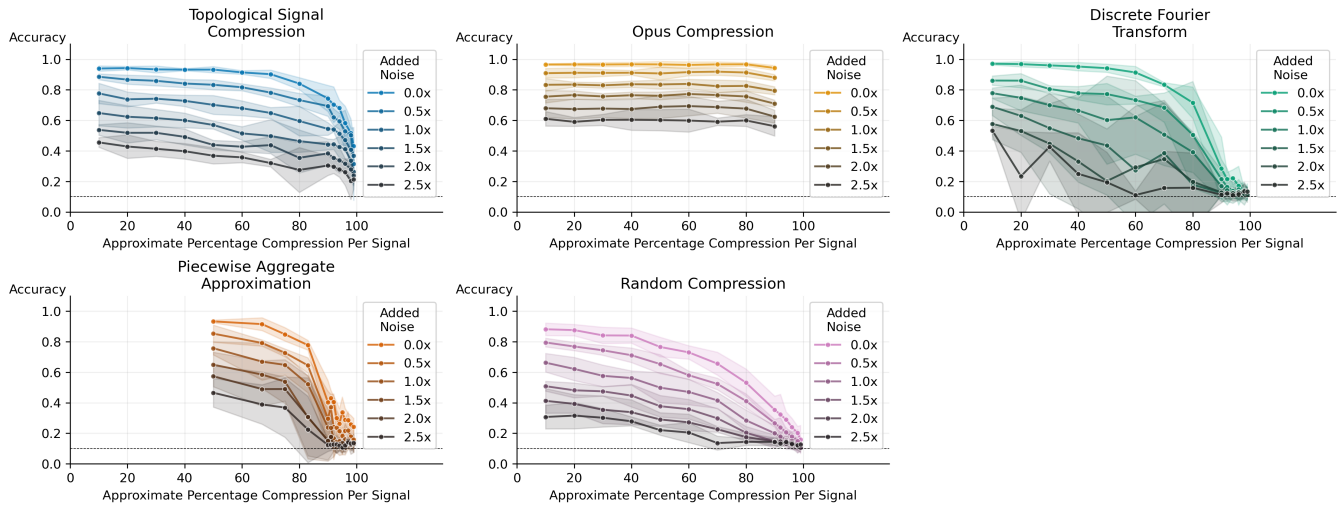 Topological Signal
Compression
Accuracy
1.0
0.8
0.6
0.4
0.2
0.0
0 20 40 60 80 100
Approximate Percentage Compression Per Signal
Added
Noise
0.0x
0.5x
1.0x
1.5x
2.0x
2.5x
Opus Compression
Accuracy
1.0
0.8
0.6
0.4
0.2
0.0
0 20 40 60 80 100
Approximate Percentage Compression Per Signal
Added
Noise
0.0x
0.5x
1.0x
1.5x
2.0x
2.5x
Discrete Fourier
Transform
Accuracy
1.0
0.8
0.6
0.4
0.2
0.0
0 20 40 60 80 100
Approximate Percentage Compression Per Signal
Added
Noise
0.0x
0.5x
1.0x
1.5x
2.0x
2.5x
Piecewise Aggregate
Approximation
Accuracy
1.0
0.8
0.6
0.4
0.2
0.0
0 20 40 60 80 100
Approximate Percentage Compression Per Signal
Added
Noise
0.0x
0.5x
1.0x
1.5x
2.0x
2.5x
Random Compression
Accuracy
1.0
0.8
0.6
0.4
0.2
0.0
0 20 40 60 80 100
Approximate Percentage Compression Per Signal
Added
Noise
0.0x
0.5x
1.0x
1.5x
2.0x
2.5x